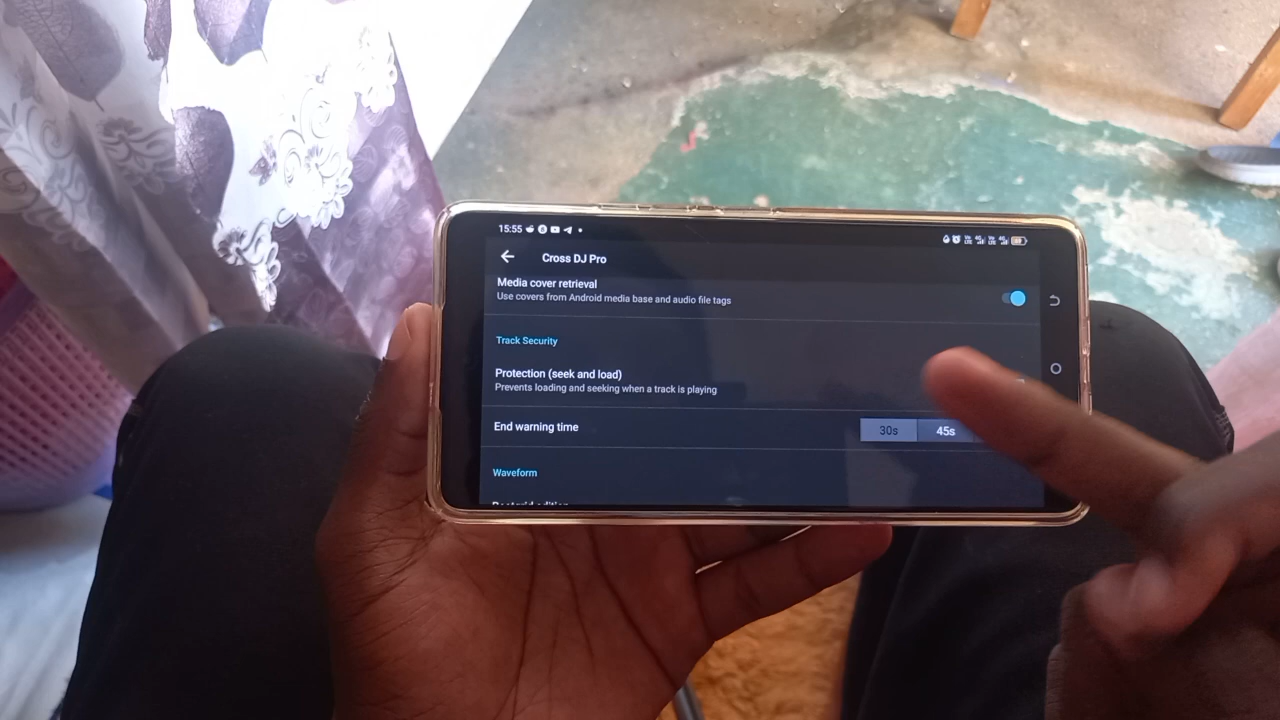 15:55
Cross DJ Pro
Media cover retrieval
Use covers from Android media base and audio file tags
Track Security
Protection (seek and load)
Prevents loading and seeking when a track is playing
End warning time
30s 45s
Waveform